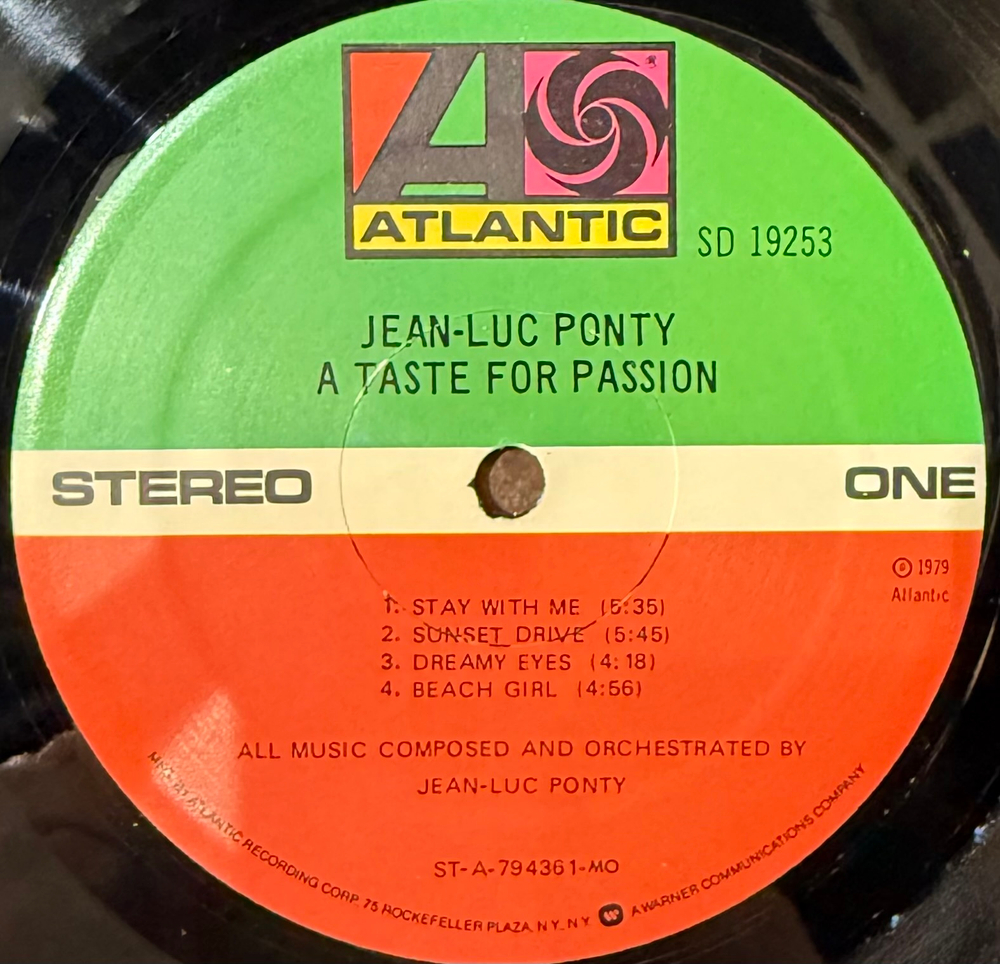 ATLANTIC
SD 19253
JEAN-LUC PONTY
A TASTE FOR PASSION
STEREO
ONE
℗ 1979
Atlantic
1. STAY WITH ME (5:35)
2. SUNSET DRIVE (5:45)
3. DREAMY EYES (4:18)
4. BEACH GIRL (4:56)
ALL MUSIC COMPOSED AND ORCHESTRATED BY
JEAN-LUC PONTY
ST-A-794361-MO
MFG. BY ATLANTIC RECORDING CORP. 75 ROCKEFELLER PLAZA, N.Y., N.Y. W A WARNER COMMUNICATIONS COMPANY